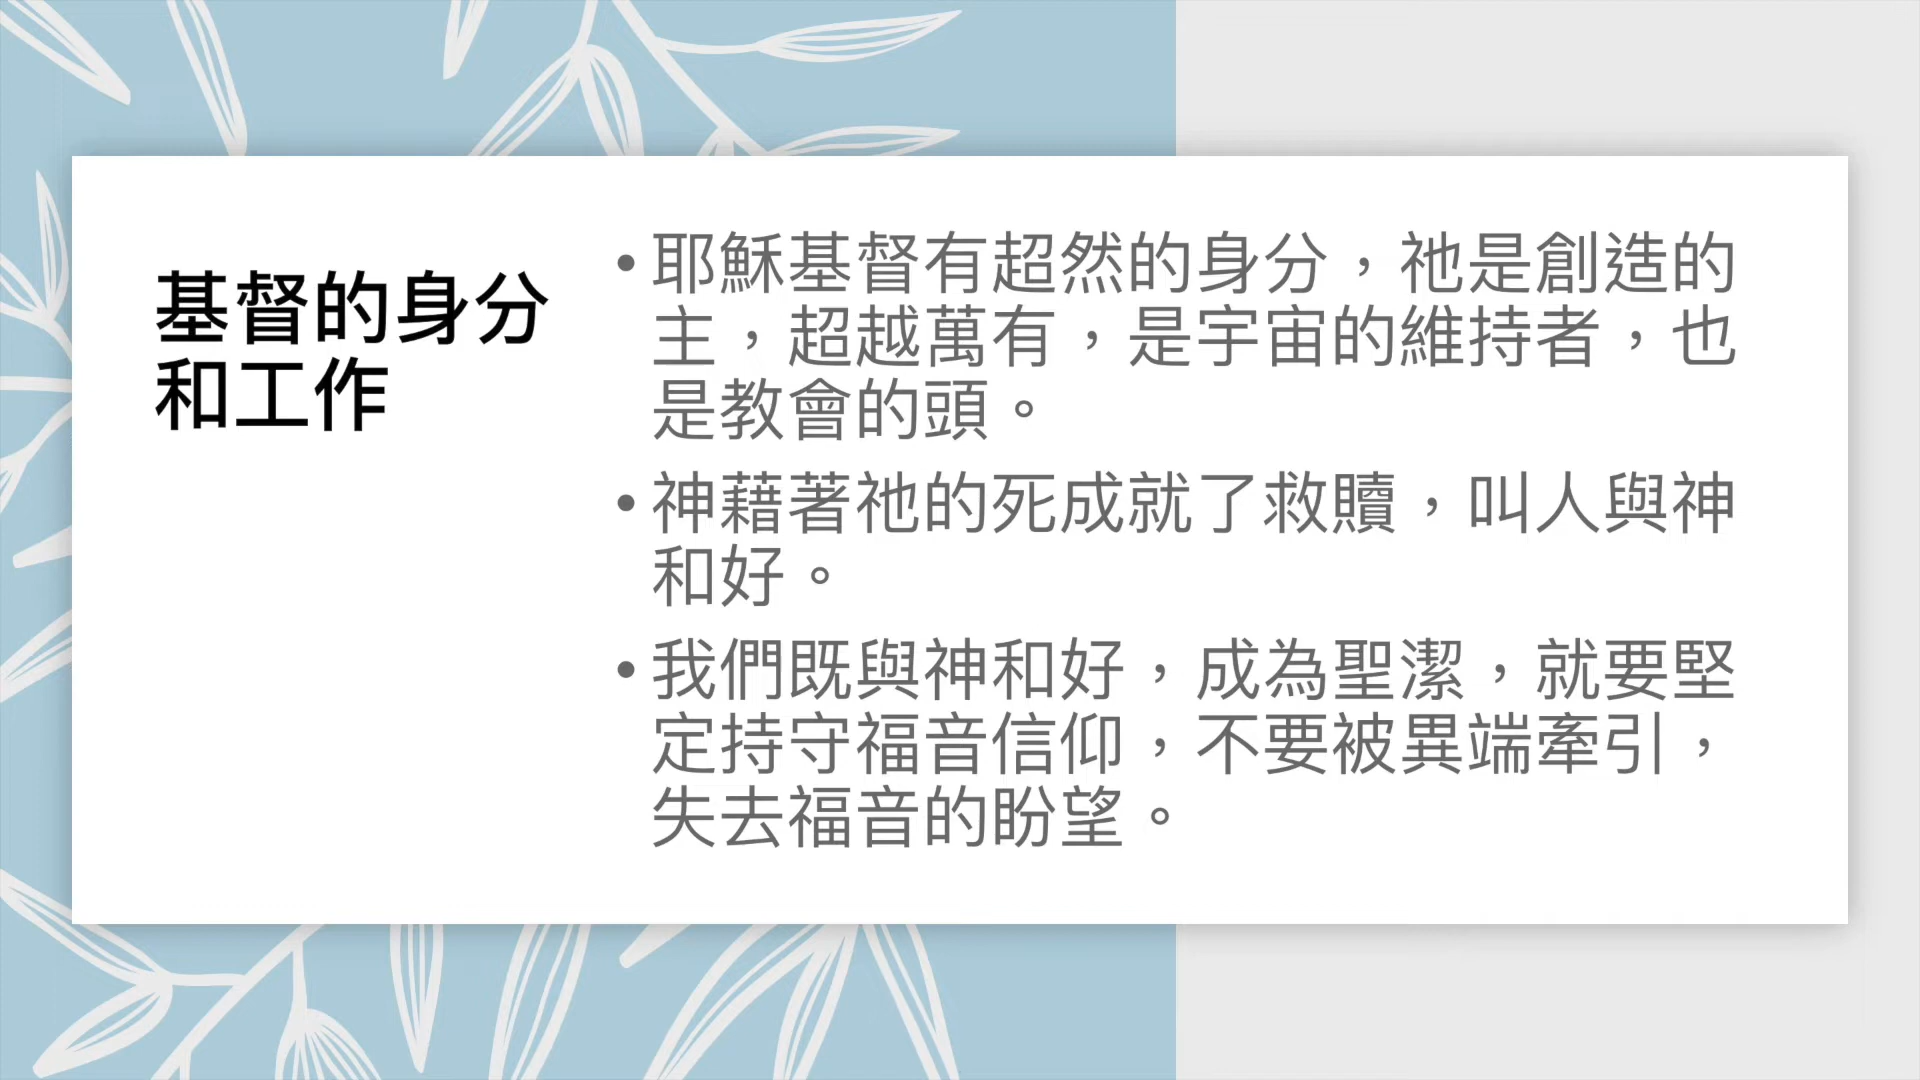 基督的身分
和工作
•耶穌基督有超然的身分，祂是創造的
主，超越萬有，是宇宙的維持者，也
是教會的頭。
•神藉著祂的死成就了救贖，叫人與神
和好。
•我們既與神和好，成為聖潔，就要堅
定持守福音信仰，不要被異端牽引，
失去福音的盼望。